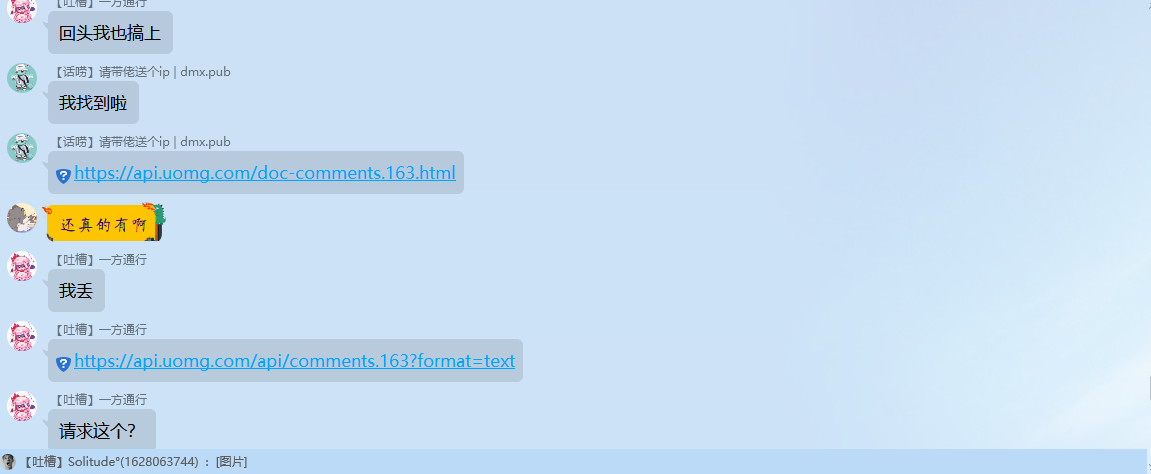 【吐槽】一方通行
回头我也搞上
【话唠】请带佬送个ip | dmx.pub
我找到啦
【话唠】请带佬送个ip | dmx.pub
https://api.uomg.com/doc-comments.163.html
还真的有啊
【吐槽】一方通行
我丢
【吐槽】一方通行
https://api.uomg.com/api/comments.163?format=text
【吐槽】一方通行
请求这个？
【吐槽】Solitude°(1628063744) ：[图片]